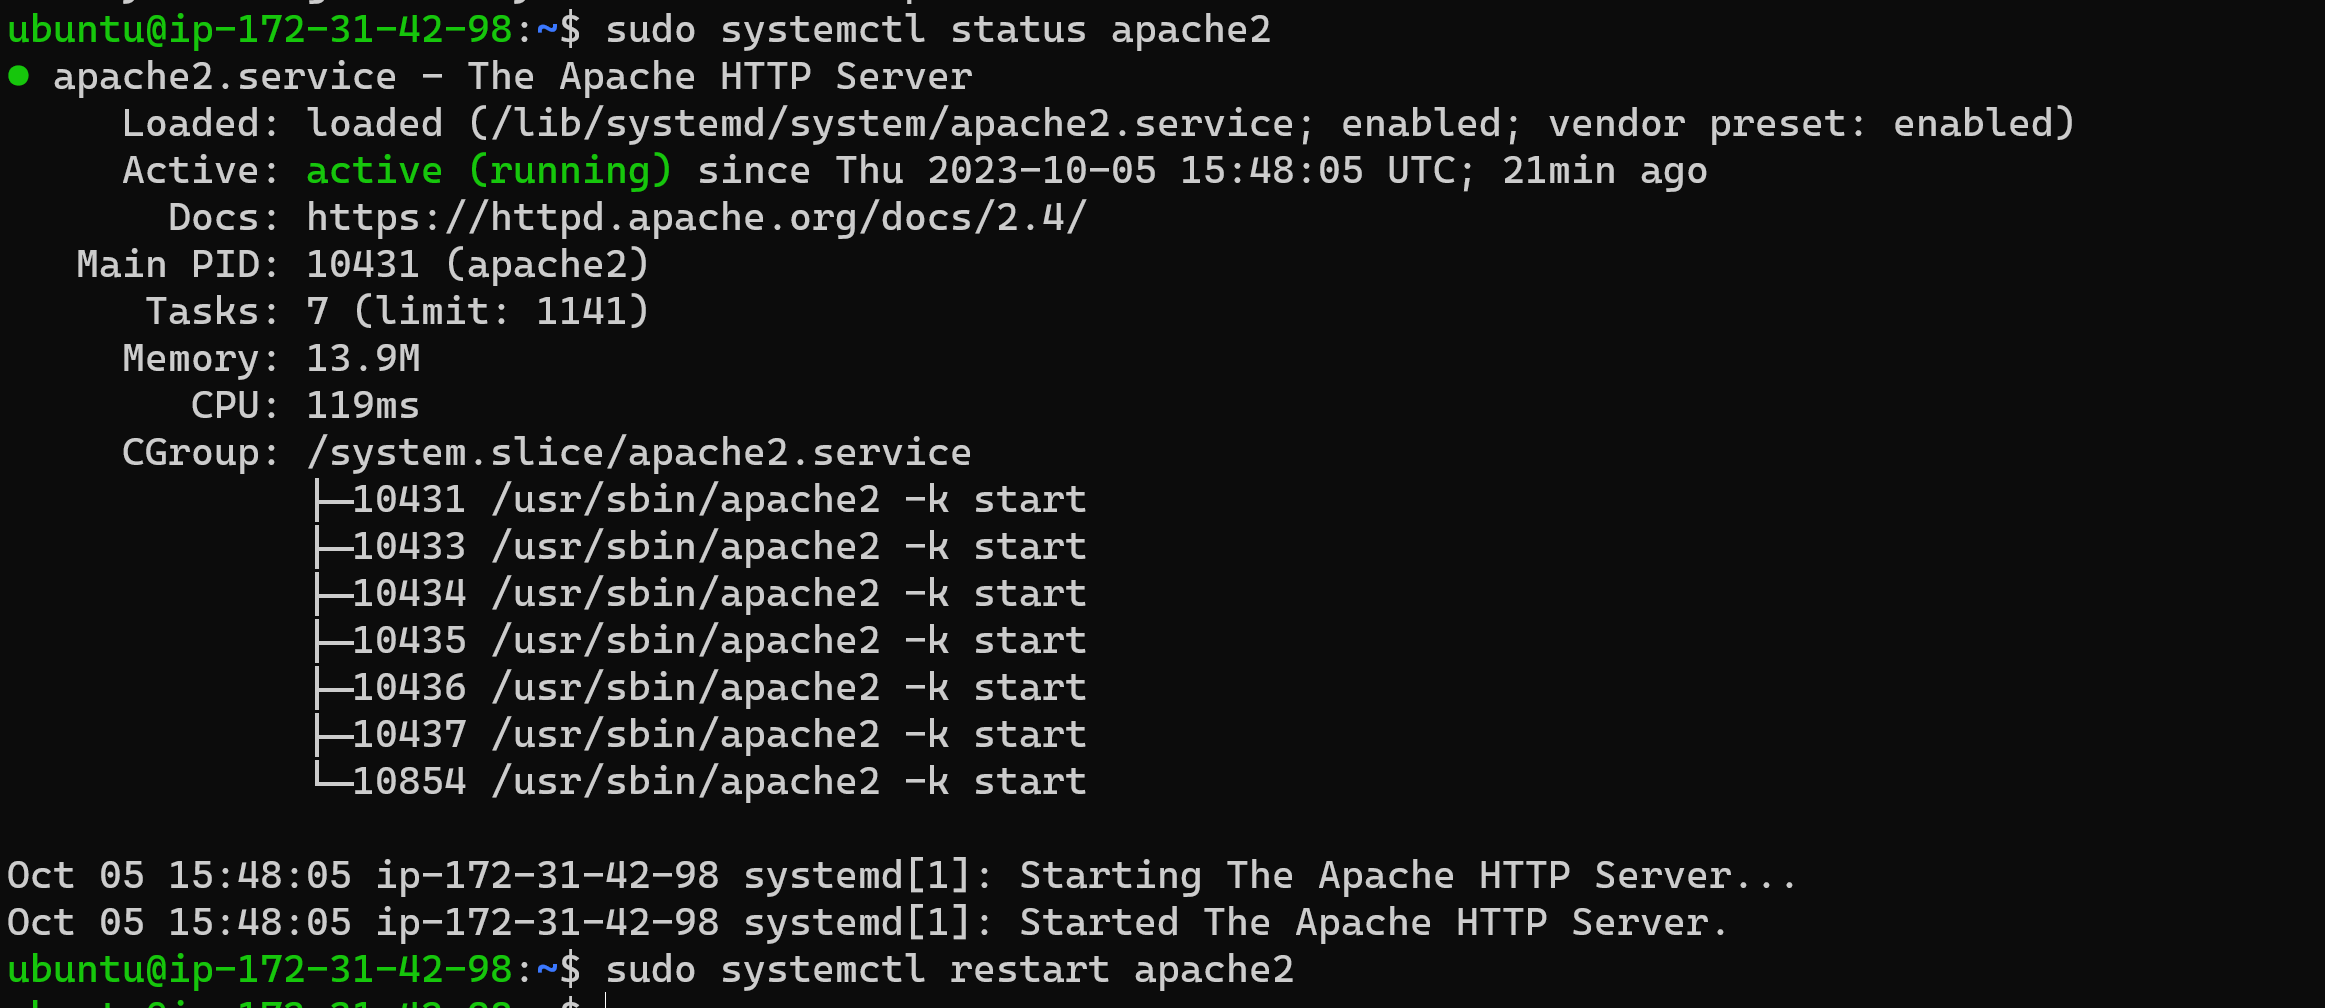 ubuntu@ip-172-31-42-98:~$ sudo systemctl status apache2
● apache2.service - The Apache HTTP Server
     Loaded: loaded (/lib/systemd/system/apache2.service; enabled; vendor preset: enabled)
     Active: active (running) since Thu 2023-10-05 15:48:05 UTC; 21min ago
       Docs: https://httpd.apache.org/docs/2.4/
   Main PID: 10431 (apache2)
      Tasks: 7 (limit: 1141)
     Memory: 13.9M
        CPU: 119ms
     CGroup: /system.slice/apache2.service
             ├─10431 /usr/sbin/apache2 -k start
             ├─10433 /usr/sbin/apache2 -k start
             ├─10434 /usr/sbin/apache2 -k start
             ├─10435 /usr/sbin/apache2 -k start
             ├─10436 /usr/sbin/apache2 -k start
             ├─10437 /usr/sbin/apache2 -k start
             └─10854 /usr/sbin/apache2 -k start
Oct 05 15:48:05 ip-172-31-42-98 systemd[1]: Starting The Apache HTTP Server...
Oct 05 15:48:05 ip-172-31-42-98 systemd[1]: Started The Apache HTTP Server.
ubuntu@ip-172-31-42-98:~$ sudo systemctl restart apache2